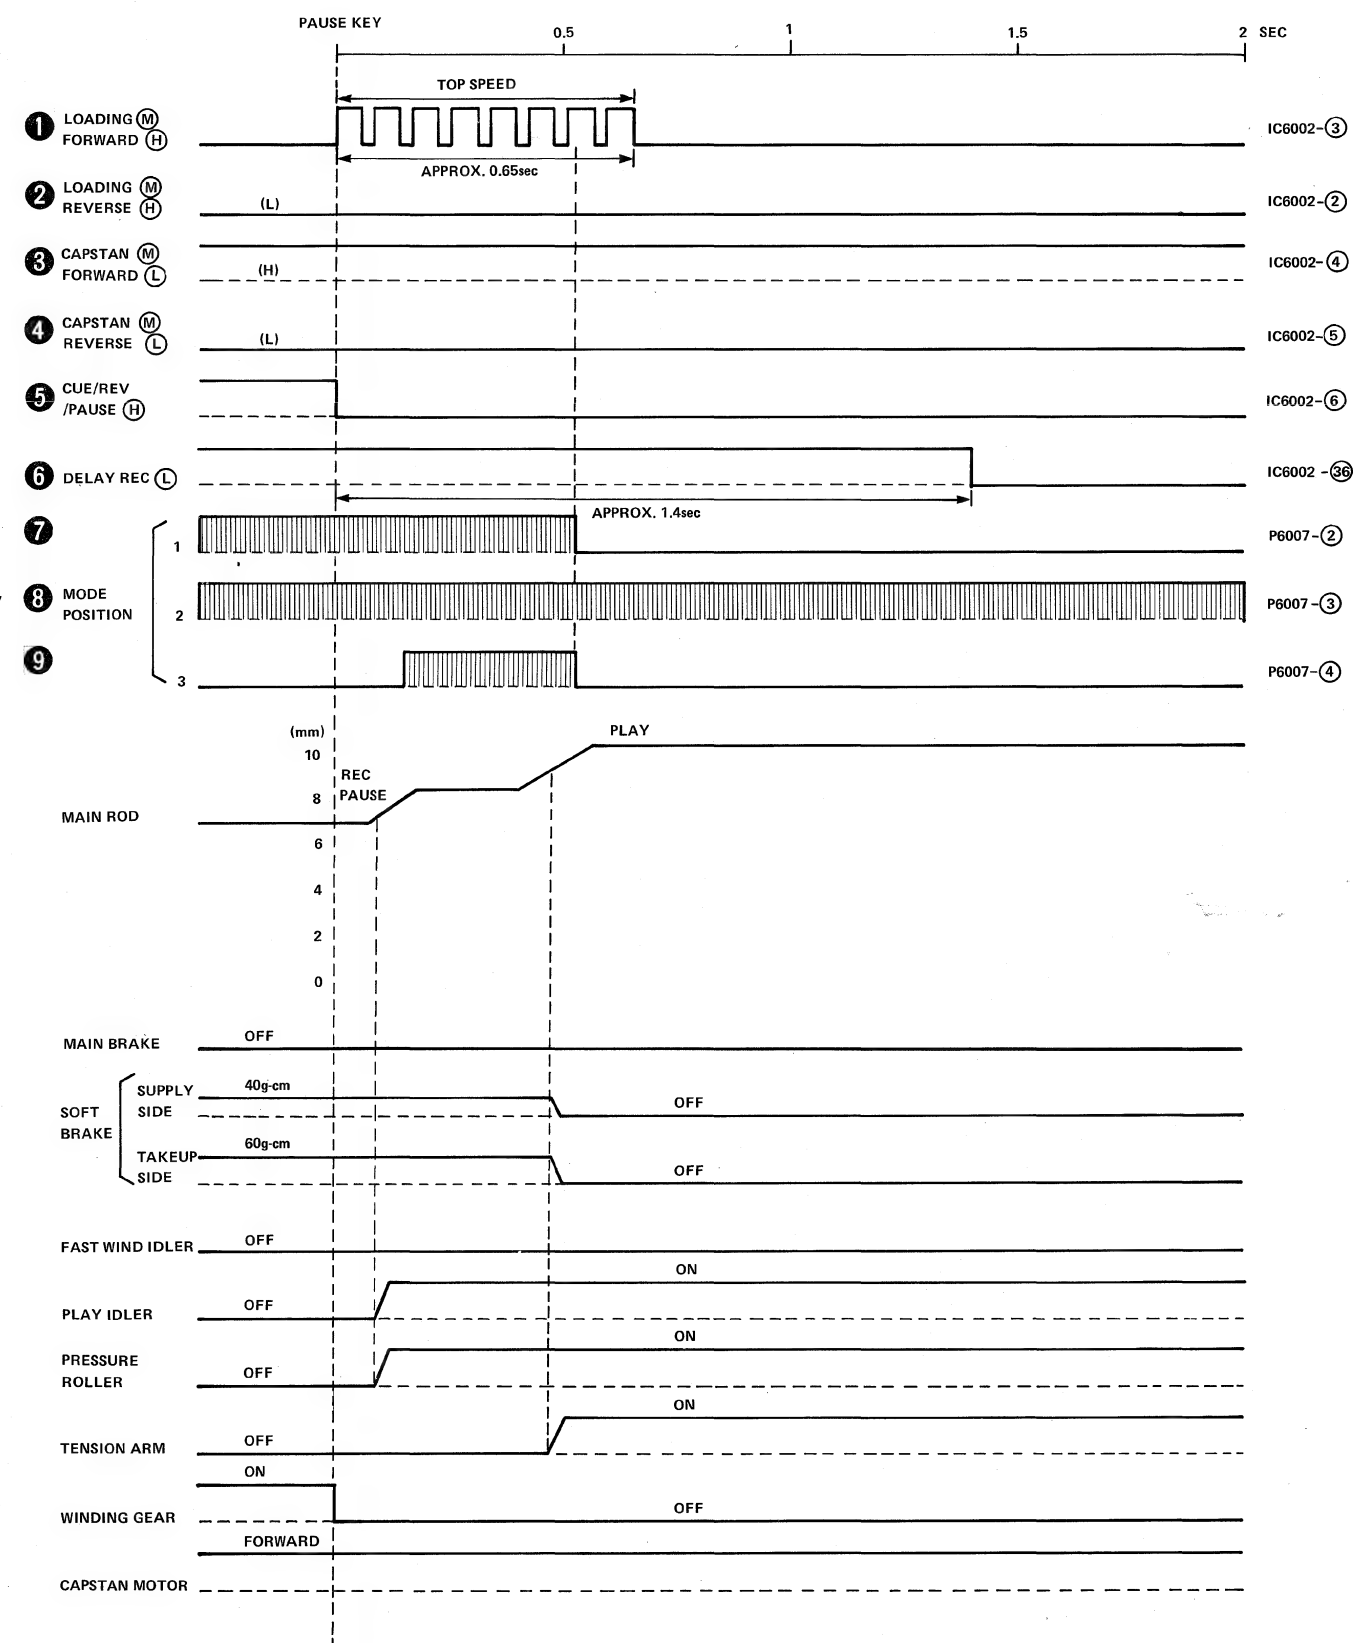 PAUSE KEY
0.5
1
1.5
2 SEC
TOP SPEED
1 LOADING M
FORWARD H
IC6002-3
APPROX. 0.65sec
2 LOADING M
REVERSE H
(L)
IC6002-2
3 CAPSTAN M
FORWARD L
(H)
IC6002-4
4 CAPSTAN M
REVERSE L
(L)
IC6002-5
5 CUE/REV
/PAUSE H
IC6002-6
6 DELAY REC L
IC6002-36
APPROX. 1.4sec
7
1
P6007-2
8 MODE
POSITION
2
P6007-3
9
3
P6007-4
(mm)
10
PLAY
REC
PAUSE
8
MAIN ROD
6
4
2
0
MAIN BRAKE
OFF
SOFT
BRAKE
SUPPLY
SIDE
40g-cm
OFF
TAKEUP
SIDE
60g-cm
OFF
FAST WIND IDLER
OFF
PLAY IDLER
OFF
ON
PRESSURE
ROLLER
OFF
ON
TENSION ARM
OFF
ON
WINDING GEAR
ON
OFF
CAPSTAN MOTOR
FORWARD